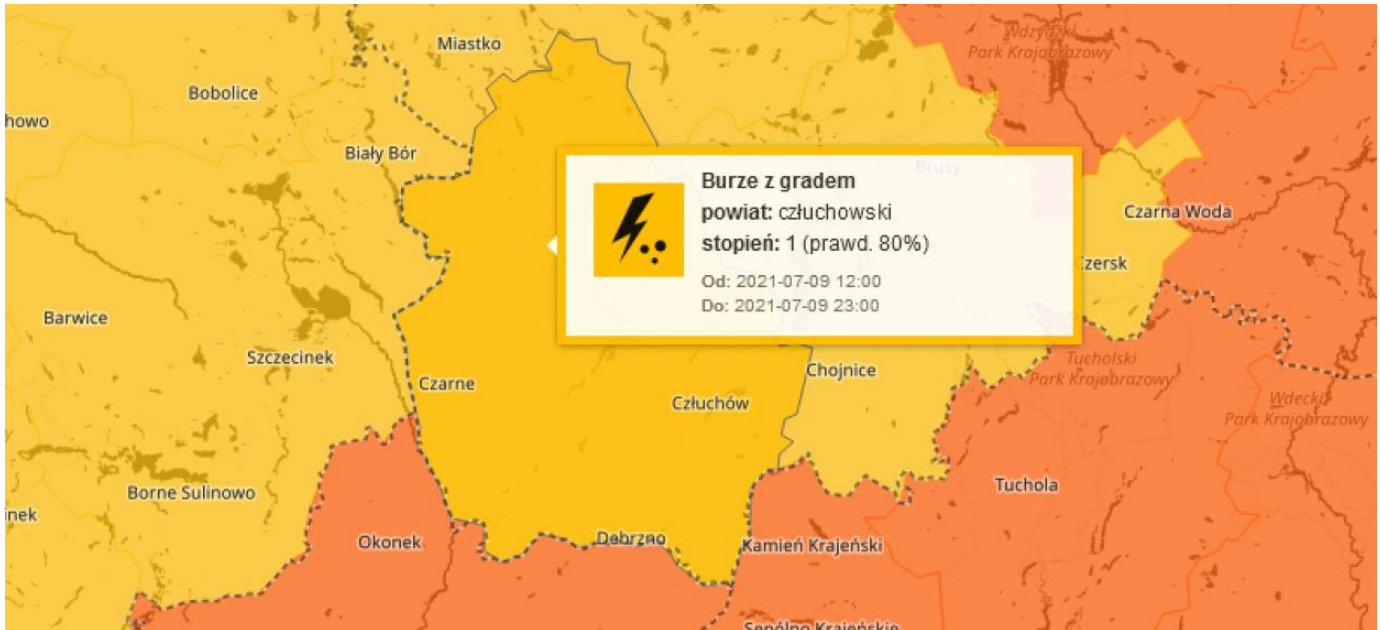 Miastko
Wdzydzki
Park Krajobrazowy
Bobolice
howo
Biały Bór
Brusy
Burze z gradem
powiat: człuchowski
stopień: 1 (prawd. 80%)
Od: 2021-07-09 12:00
Do: 2021-07-09 23:00
Czarna Woda
zersk
Barwice
Szczecinek
Czarne
Chojnice
Tucholski
Park Krajobrazowy
Człuchów
Wdecki
Park Krajobrazowy
Borne Sulinowo
Tuchola
inek
Okonek
Debrzno
Kamień Krajeński
Sępólno Krajeńskie